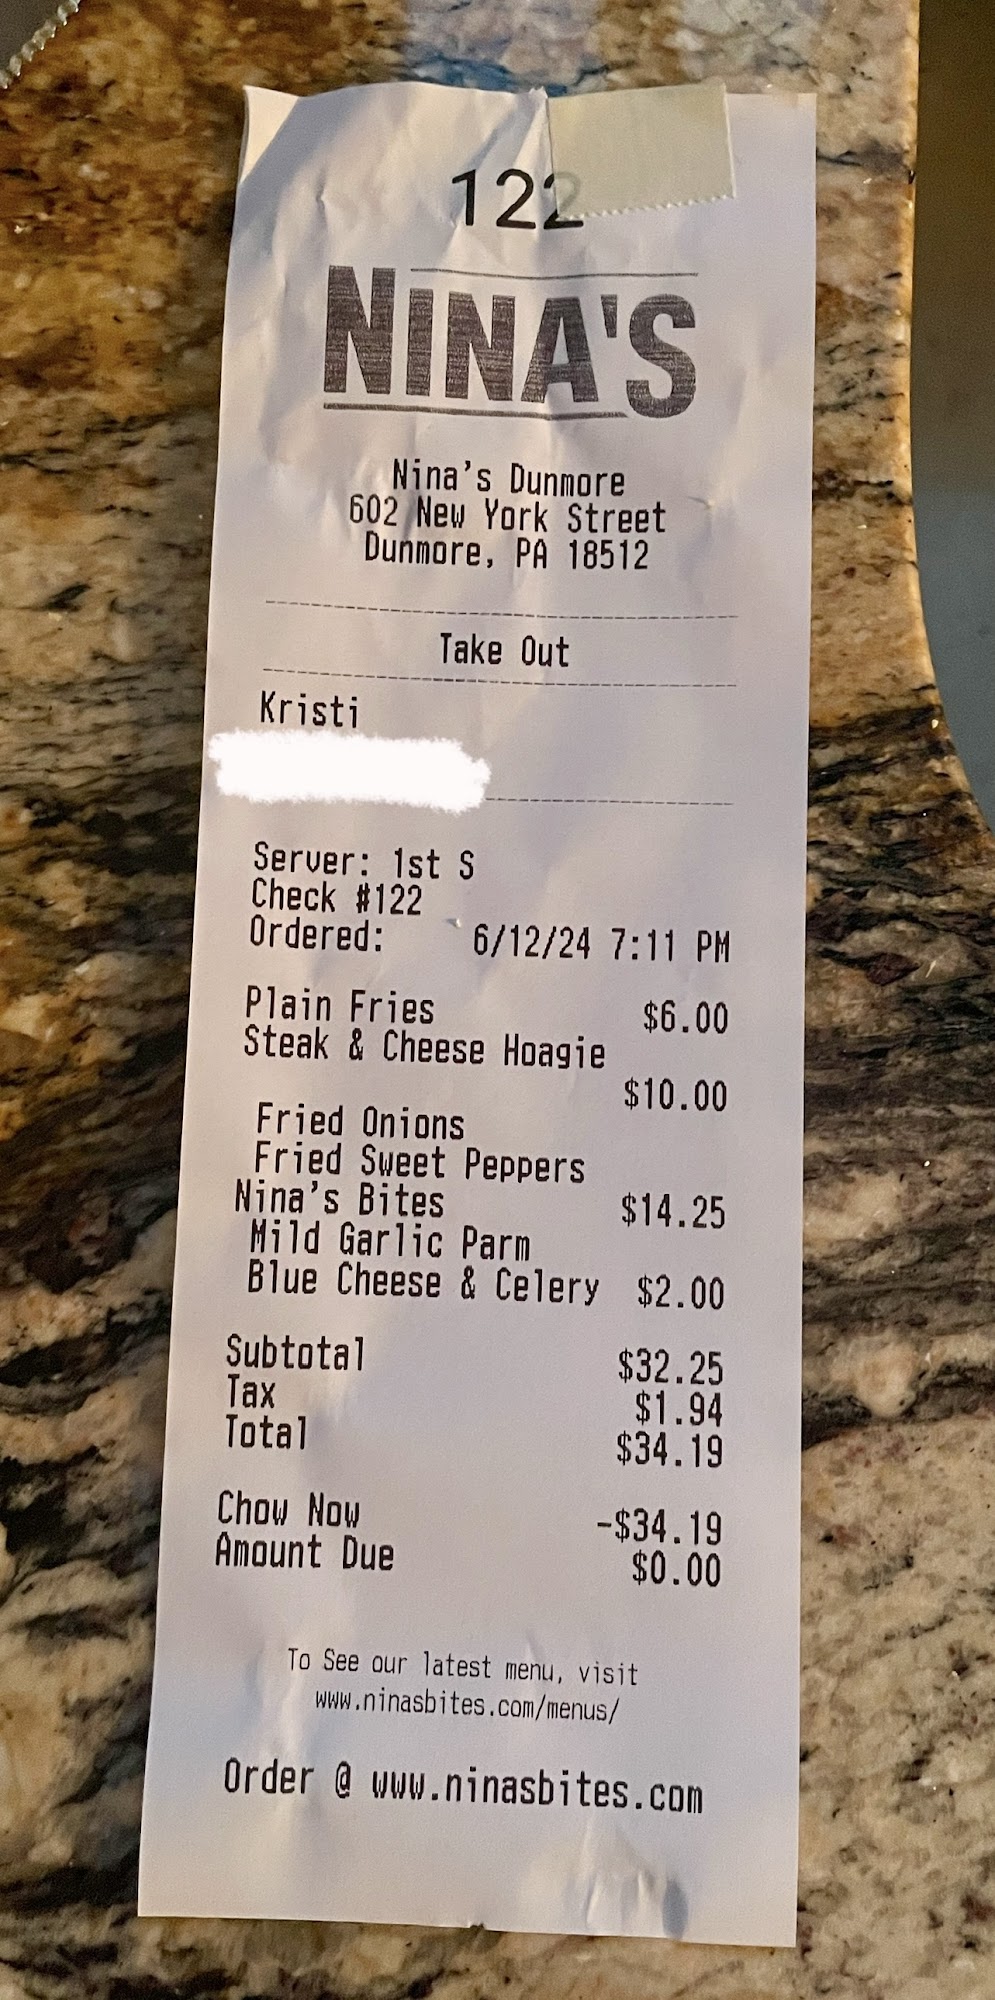 122
NINA'S
Nina's Dunmore
602 New York Street
Dunmore, PA 18512
Take Out
Kristi
Server: 1st S
Check #122
Ordered: 6/12/24 7:11 PM
Plain Fries $6.00
Steak & Cheese Hoagie
$10.00
Fried Onions
Fried Sweet Peppers
Nina's Bites $14.25
Mild Garlic Parm
Blue Cheese & Celery $2.00
Subtotal $32.25
Tax $1.94
Total $34.19
Chow Now -$34.19
Amount Due $0.00
To See our latest menu, visit
www.ninasbites.com/menus/
Order @ www.ninasbites.com